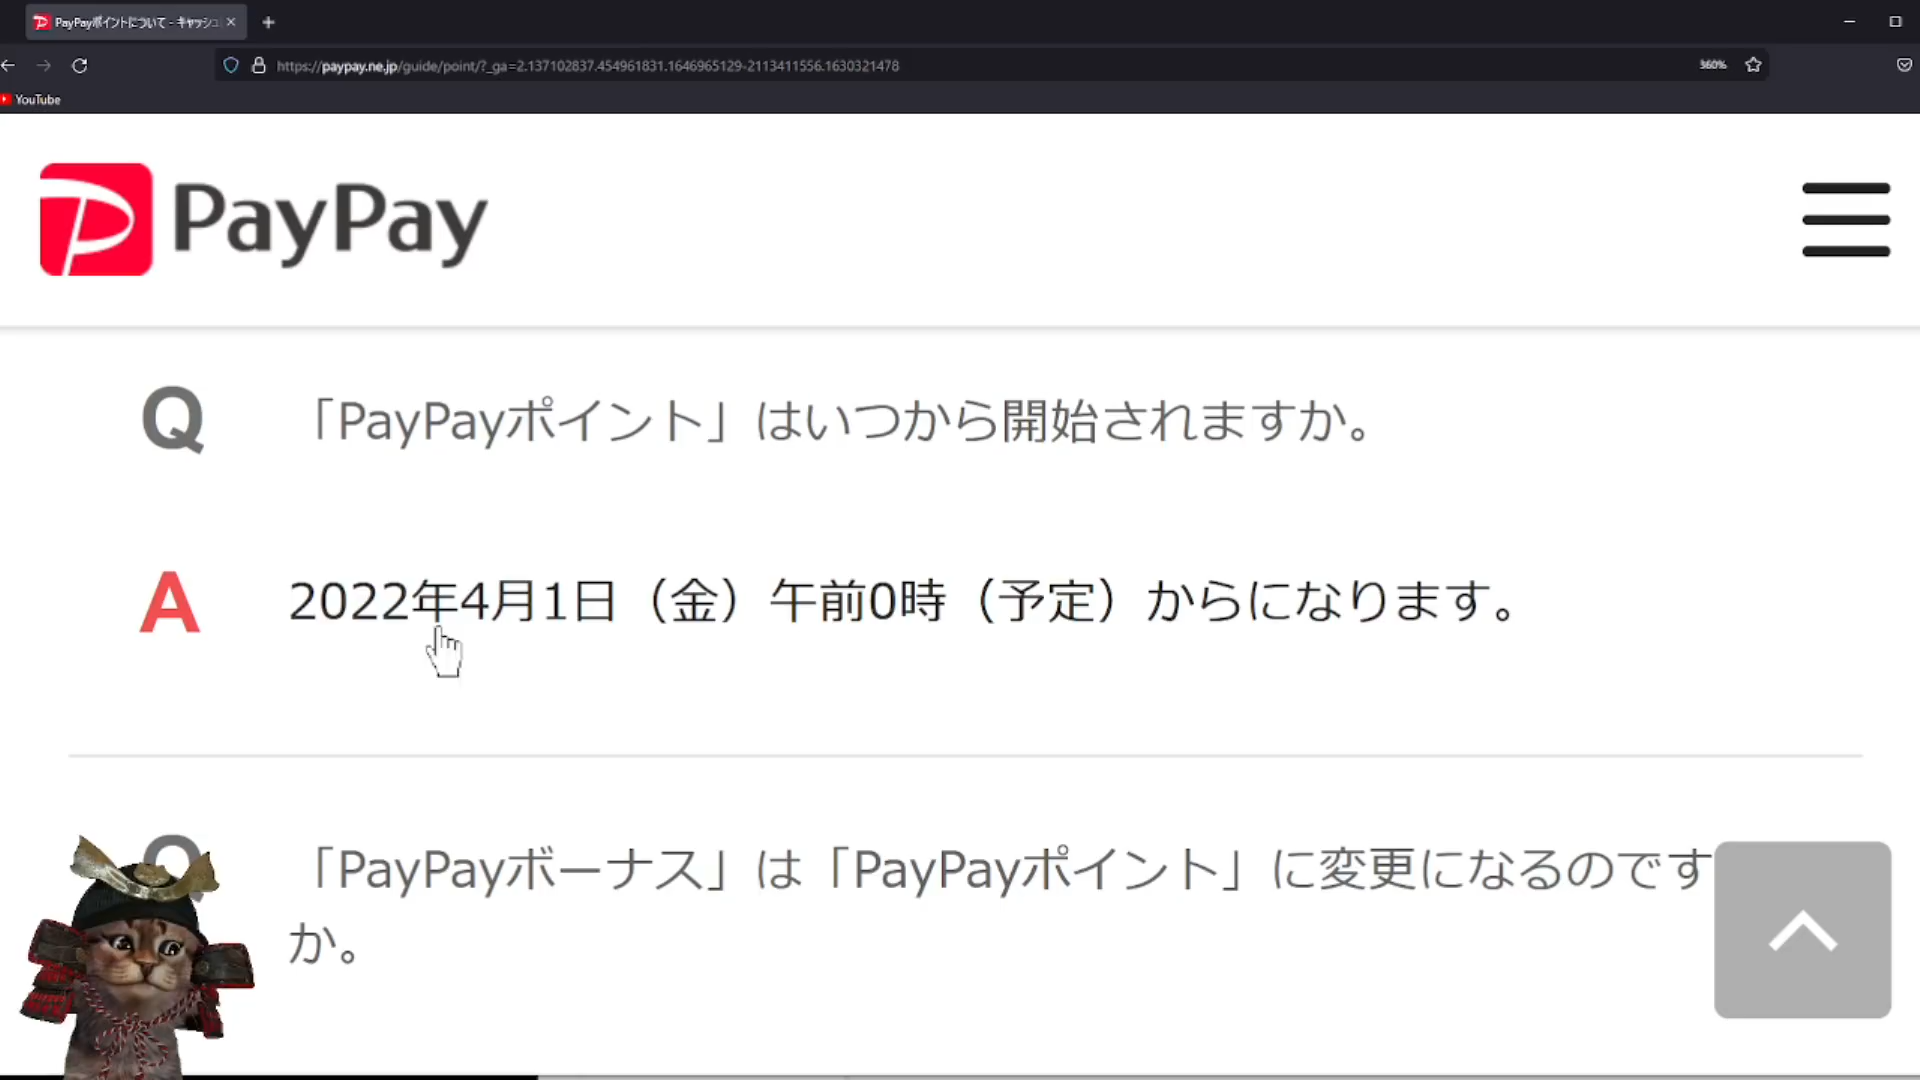 PayPayポイントについて - キャッシュ
https://paypay.ne.jp/guide/point/?_ga=2.137102837.454961831.1646965129-2113411556.1630321478
360%
YouTube
PayPay
Q 「PayPayポイント」はいつから開始されますか。
A 2022年4月1日（金）午前0時（予定）からになります。
Q 「PayPayボーナス」は「PayPayポイント」に変更になるのです
か。